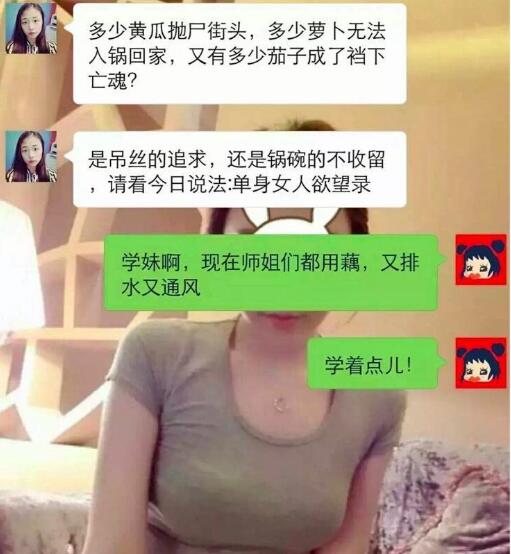 多少黄瓜抛尸街头，多少萝卜无法
入锅回家，又有多少茄子成了裆下
亡魂?
是吊丝的追求，还是锅碗的不收留
，请看今日说法:单身女人欲望录
学妹啊，现在师姐们都用藕，又排
水又通风
学着点儿！